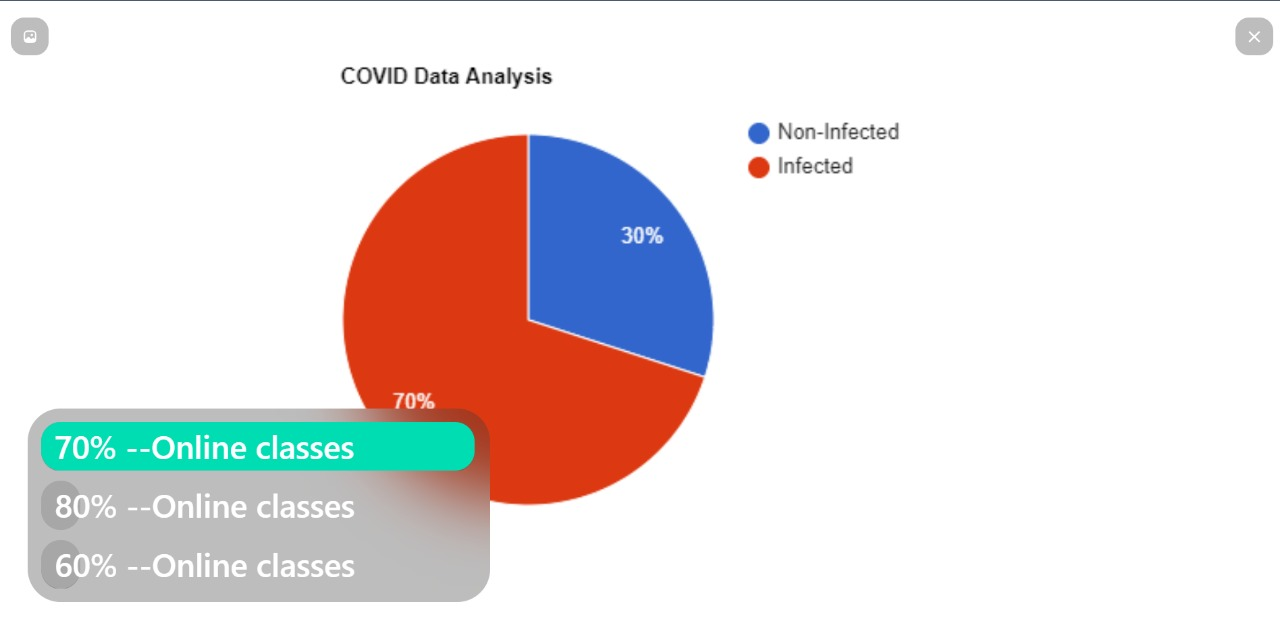 COVID Data Analysis
Non-Infected
Infected
30%
70%
70% --Online classes
80% --Online classes
60% --Online classes